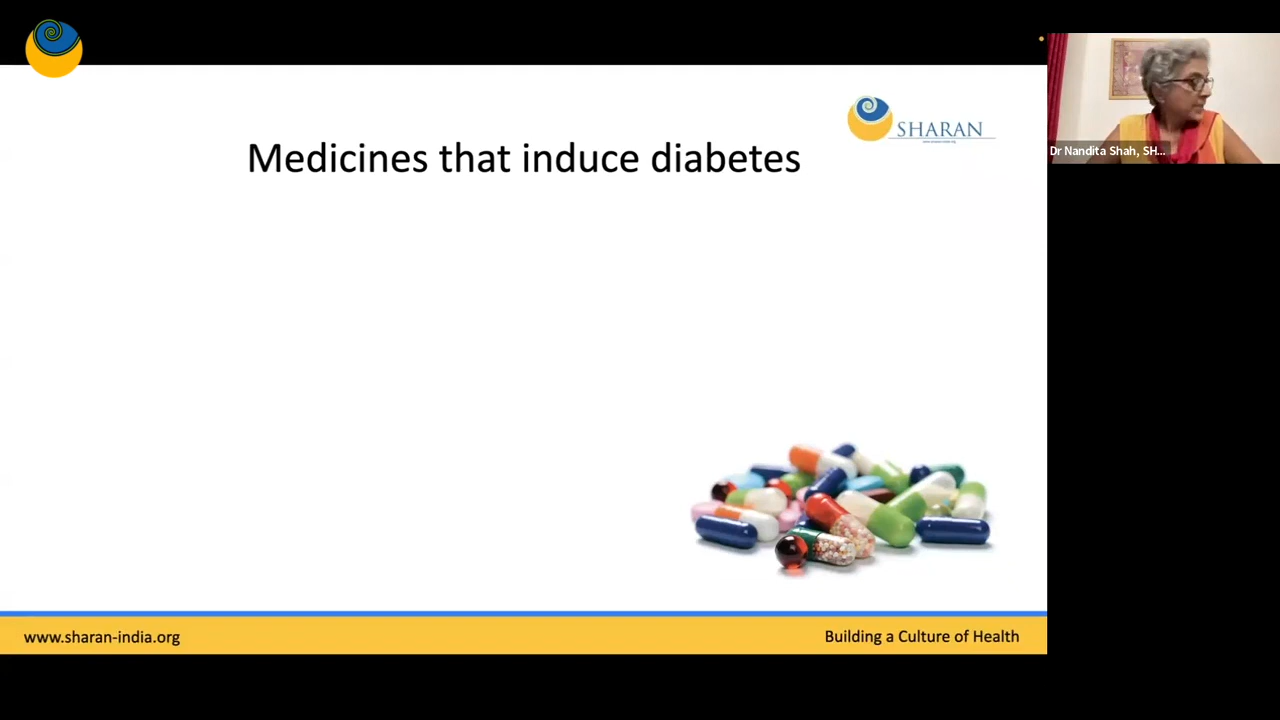 Medicines that induce diabetes
SHARAN
Dr Nandita Shah, SH...
www.sharan-india.org
Building a Culture of Health